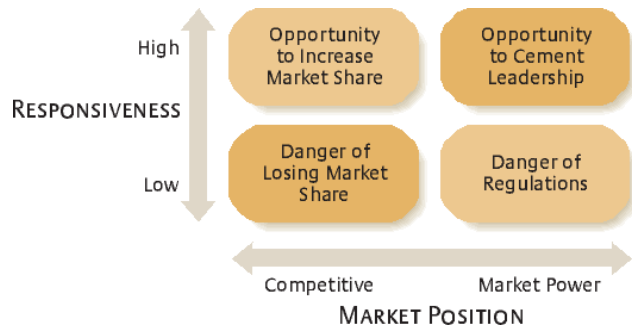 High
RESPONSIVENESS
Low
Opportunity
to Increase
Market Share
Opportunity
to Cement
Leadership
Danger of
Losing Market
Share
Danger of
Regulations
Competitive
Market Power
MARKET POSITION